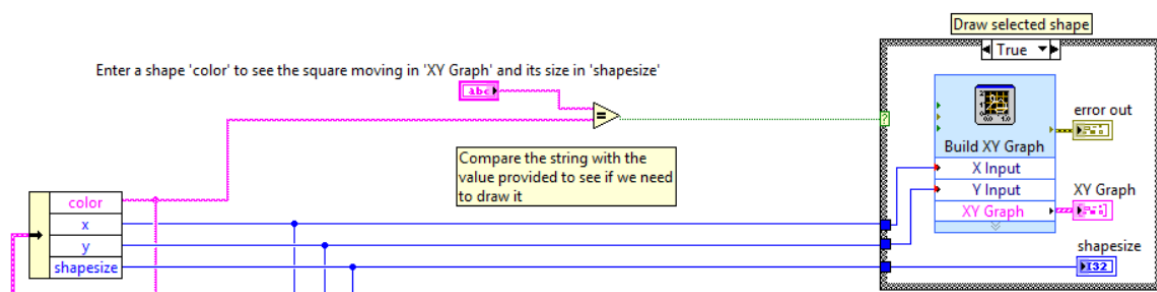 Draw selected shape
True
Enter a shape 'color' to see the square moving in 'XY Graph' and its size in 'shapesize'
abc
=
?
Build XY Graph
error out
X Input
Y Input
XY Graph
XY Graph
Compare the string with the
value provided to see if we need
to draw it
color
x
y
shapesize
shapesize
I32